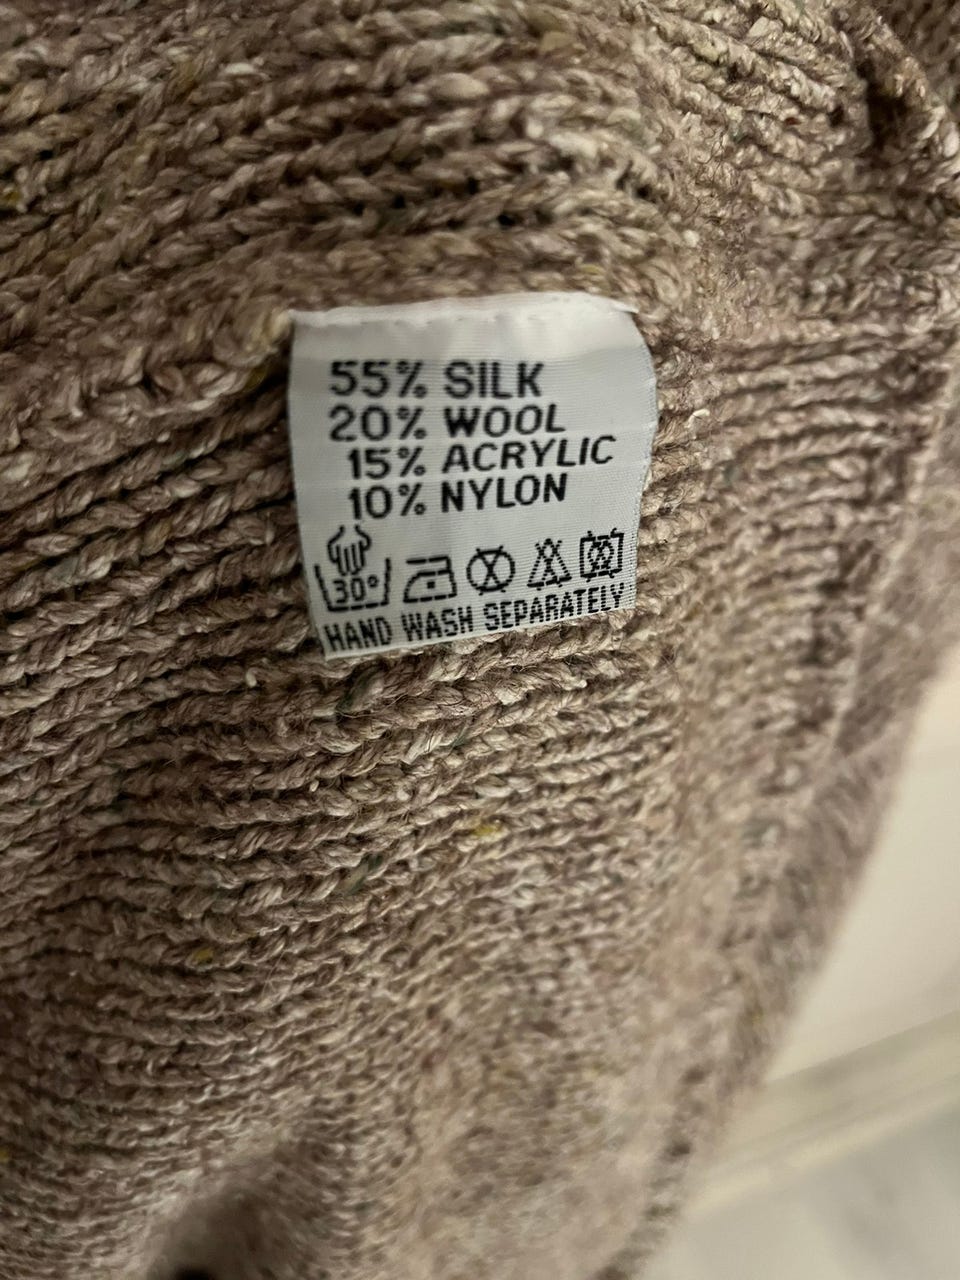 55% SILK
20% WOOL
15% ACRYLIC
10% NYLON
30°
HAND WASH SEPARATELY